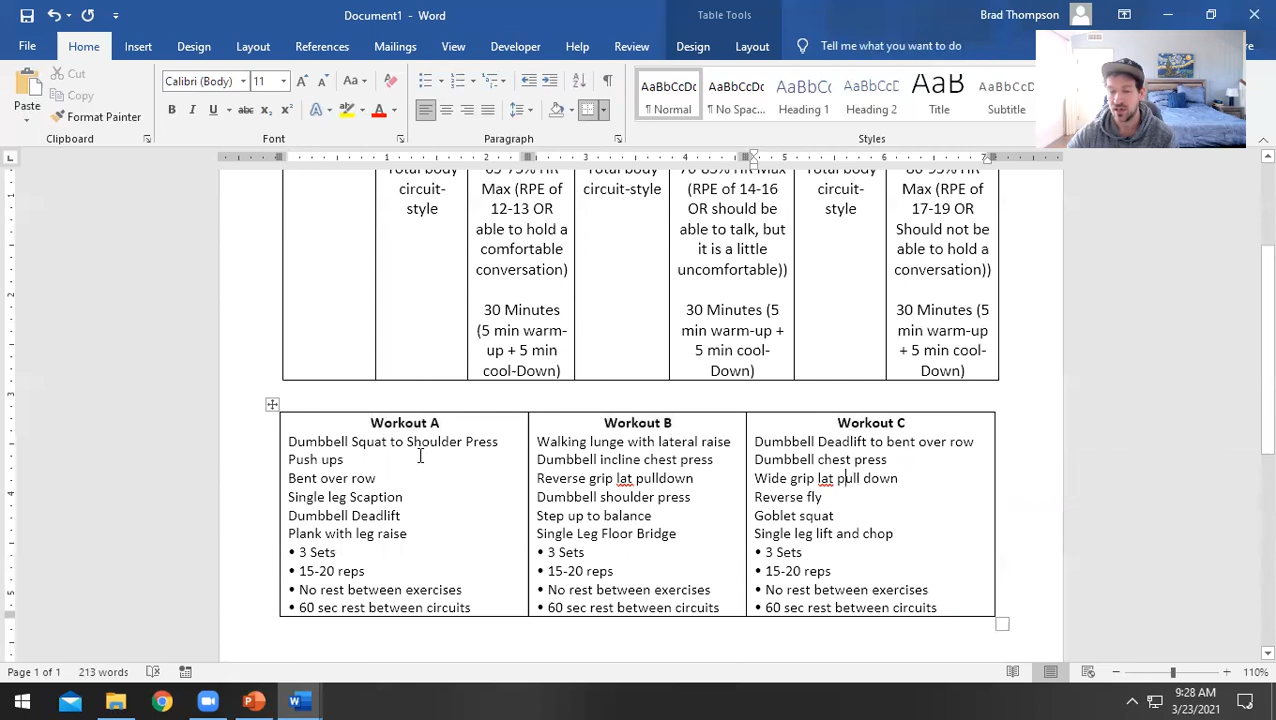 Document1 - Word
Table Tools
Brad Thompson
File
Home
Insert
Design
Layout
References
Mailings
Review
View
Developer
Help
Design
Layout
Tell me what you want to do
Paste
Cut
Copy
Format Painter
Clipboard
Calibri (Body)
11
Font
Paragraph
AaBbCcDc
¶ Normal
AaBbCcDc
¶ No Spac...
AaBbCc
Heading 1
AaBbCcC
Heading 2
AaB
Title
AaBbCcD
Subtitle
Styles
Total body
circuit-
style
65-75% HR
Max (RPE of
12-13 OR
able to hold a
comfortable
conversation)
30 Minutes
(5 min warm-
up + 5 min
cool-Down)
Total body
circuit-style
HR Max
(RPE of 14-16
OR should be
able to talk, but
it is a little
uncomfortable))
30 Minutes (5
min warm-up +
5 min cool-
Down)
Total body
circuit-
style
HR
Max (RPE of
17-19 OR
Should not be
able to hold a
conversation))
30 Minutes (5
min warm-up
+ 5 min cool-
Down)
Workout A
Dumbbell Squat to Shoulder Press
Push ups
Bent over row
Single leg Scaption
Dumbbell Deadlift
Plank with leg raise
• 3 Sets
• 15-20 reps
• No rest between exercises
• 60 sec rest between circuits
Workout B
Walking lunge with lateral raise
Dumbbell incline chest press
Reverse grip lat pulldown
Dumbbell shoulder press
Step up to balance
Single Leg Floor Bridge
• 3 Sets
• 15-20 reps
• No rest between exercises
• 60 sec rest between circuits
Workout C
Dumbbell Deadlift to bent over row
Dumbbell chest press
Wide grip lat pull down
Reverse fly
Goblet squat
Single leg lift and chop
• 3 Sets
• 15-20 reps
• No rest between exercises
• 60 sec rest between circuits
Page 1 of 1
213 words
110%
9:28 AM
3/23/2021